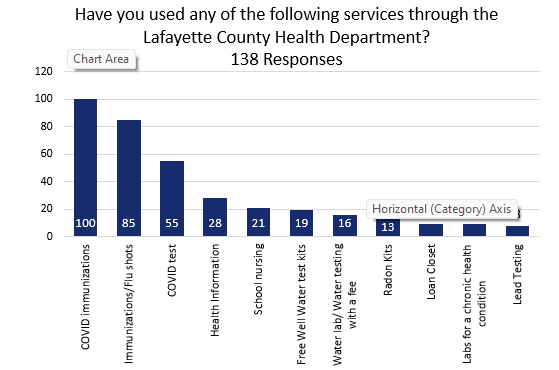 Have you used any of the following services through the
Lafayette County Health Department?
138 Responses
Chart Area
120
100
80
60
40
20
0
100
85
55
28
21
19
16
13
Horizontal (Category) Axis
COVID immunizations
Immunizations/Flu shots
COVID test
Health Information
School nursing
Free Well Water test kits
Water lab/ Water testing
with a fee
Radon Kits
Loan Closet
Labs for a chronic health
condition
Lead Testing